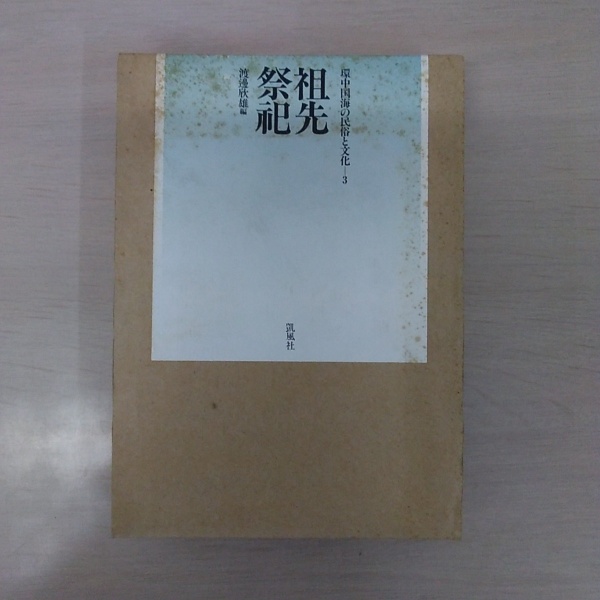 環中国海の民俗と文化—3
祖先
祭祀
渡邊欣雄編
凱風社